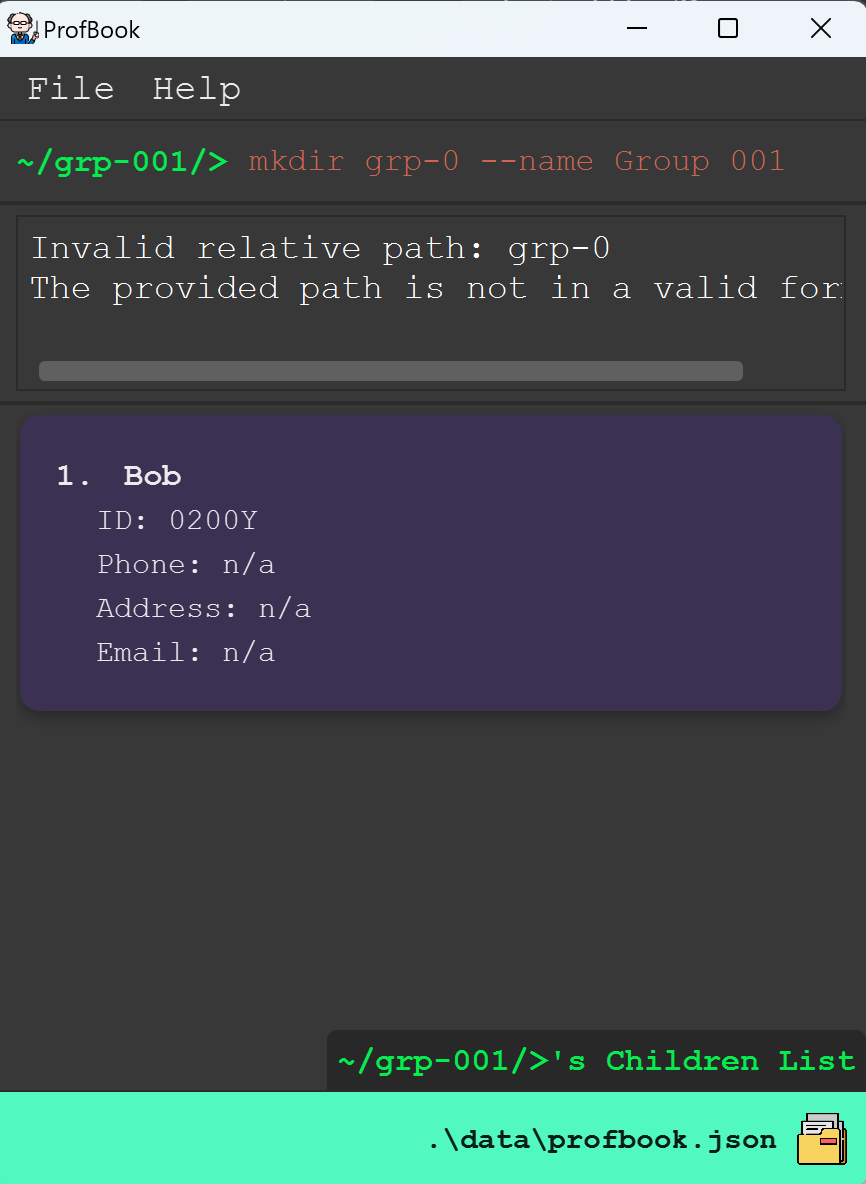 ProfBook
File Help
~/grp-001/> mkdir grp-0 --name Group 001
Invalid relative path: grp-0
The provided path is not in a valid
1. Bob
ID: 0200Y
Phone: n/a
Address: n/a
Email: n/a
~/grp-001/>'s Children List
.\data\profbook.json